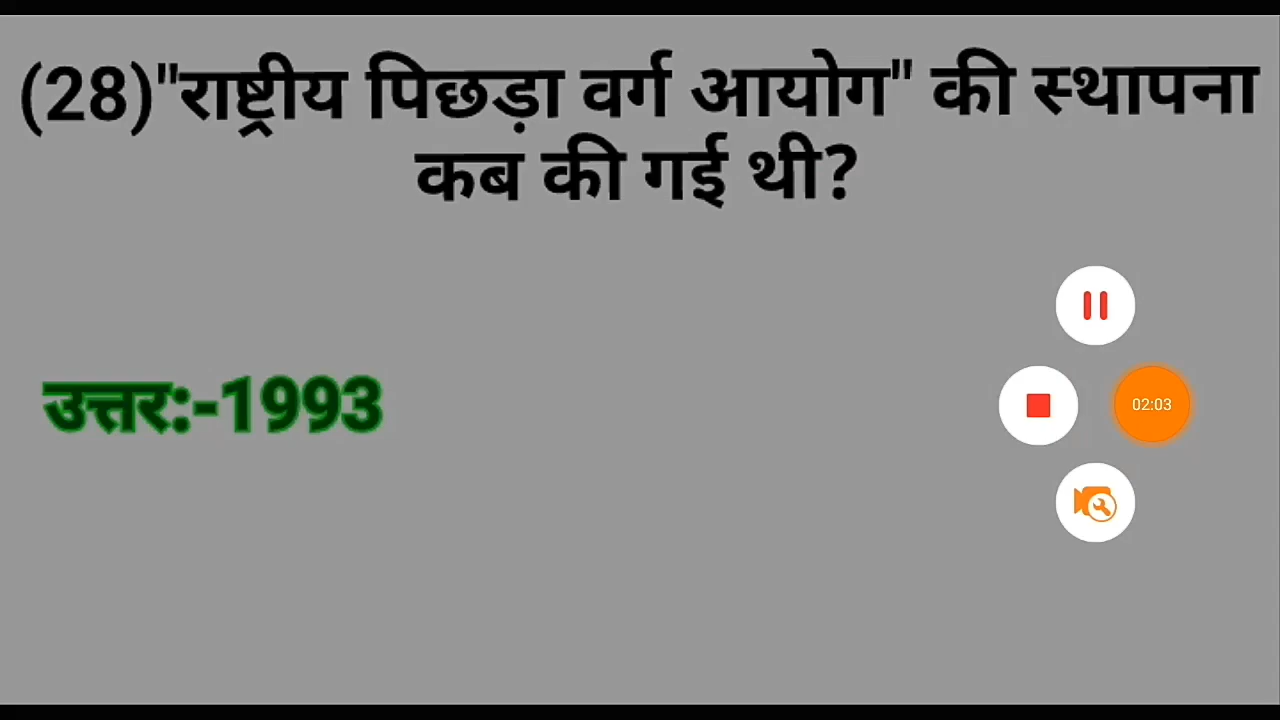 (28)"राष्ट्रीय पिछड़ा वर्ग आयोग" की स्थापना
कब की गई थी?
उत्तर:-1993
02:03